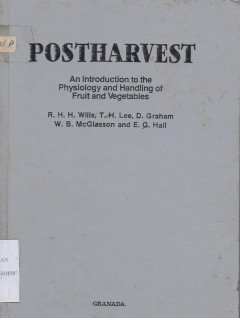 POSTHARVEST
An Introduction to the
Physiology and Handling of
Fruit and Vegetables
R. H. H. Wills, T.-H. Lee, D. Graham
W. B. McGlasson and E. G. Hall
GRANADA